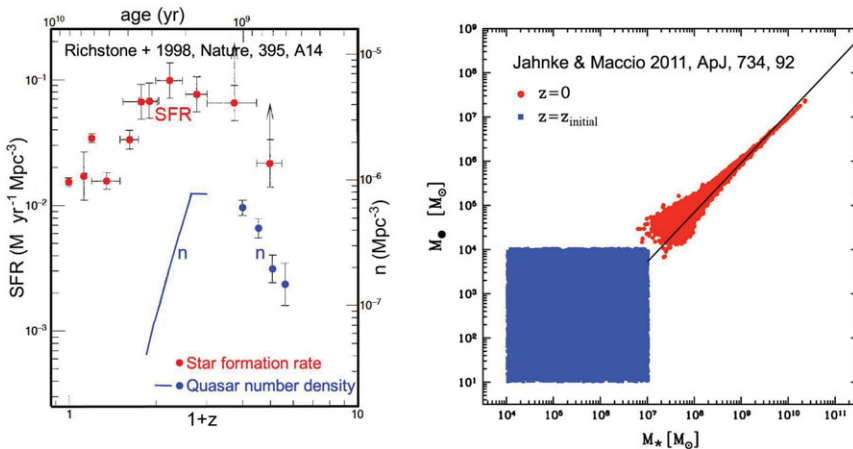 age (yr)
10^10
10^9
Richstone + 1998, Nature, 395, A14
10^-1
10^-2
10^-3
SFR (M yr^-1 Mpc^-3)
SFR
n
n
10^-5
10^-6
10^-7
n (Mpc^-3)
Star formation rate
Quasar number density
1
10
1+z
Jahnke & Maccio 2011, ApJ, 734, 92
z=0
z=z_initial
10^9
10^8
10^7
10^6
10^5
10^4
10^3
10^2
10^1
M_● [M_⊙]
10^4
10^5
10^6
10^7
10^8
10^9
10^10
10^11
M_* [M_⊙]